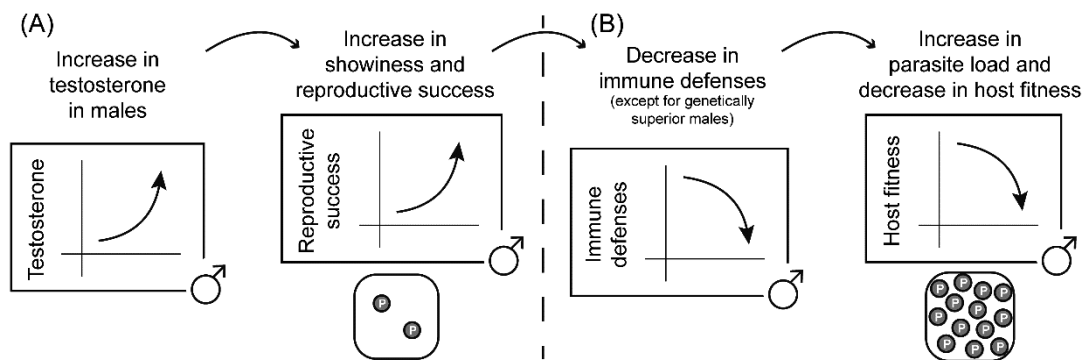 (A)
Increase in
testosterone
in males
Testosterone
Increase in
showiness and
reproductive success
Reproductive
success
P
P
(B)
Decrease in
immune defenses
(except for genetically
superior males)
Immune
defenses
Increase in
parasite load and
decrease in host fitness
Host fitness
P
P
P
P
P
P
P
P
P
P
P
P
P
P